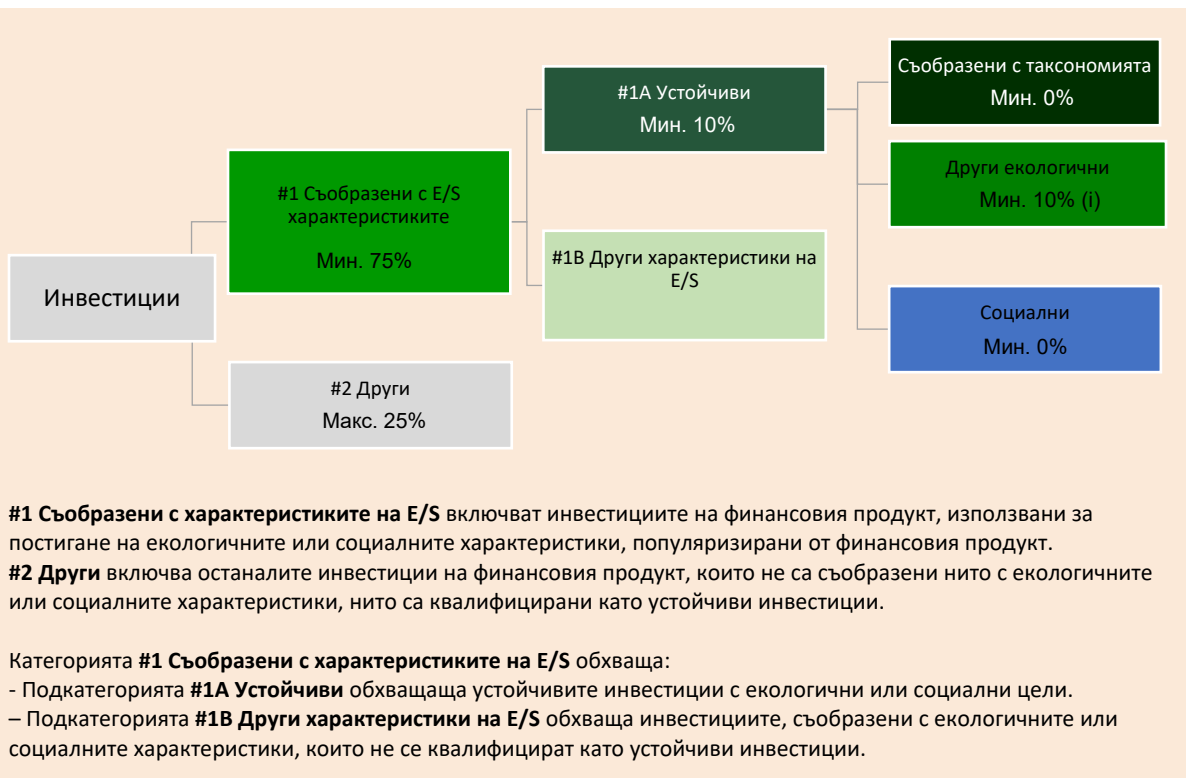 Инвестиции
#1 Съобразени с E/S
характеристиките
Мин. 75%
#2 Други
Макс. 25%
#1A Устойчиви
Мин. 10%
#1B Други характеристики на
E/S
Съобразени с таксономията
Мин. 0%
Други екологични
Мин. 10% (i)
Социални
Мин. 0%
#1 Съобразени с характеристиките на E/S включват инвестициите на финансовия продукт, използвани за
постигане на екологичните или социалните характеристики, популяризирани от финансовия продукт.
#2 Други включва останалите инвестиции на финансовия продукт, които не са съобразени нито с екологичните
или социалните характеристики, нито са квалифицирани като устойчиви инвестиции.
Категорията #1 Съобразени с характеристиките на E/S обхваща:
- Подкатегорията #1A Устойчиви обхващаща устойчивите инвестиции с екологични или социални цели.
– Подкатегорията #1B Други характеристики на E/S обхваща инвестициите, съобразени с екологичните или
социалните характеристики, които не се квалифицират като устойчиви инвестиции.